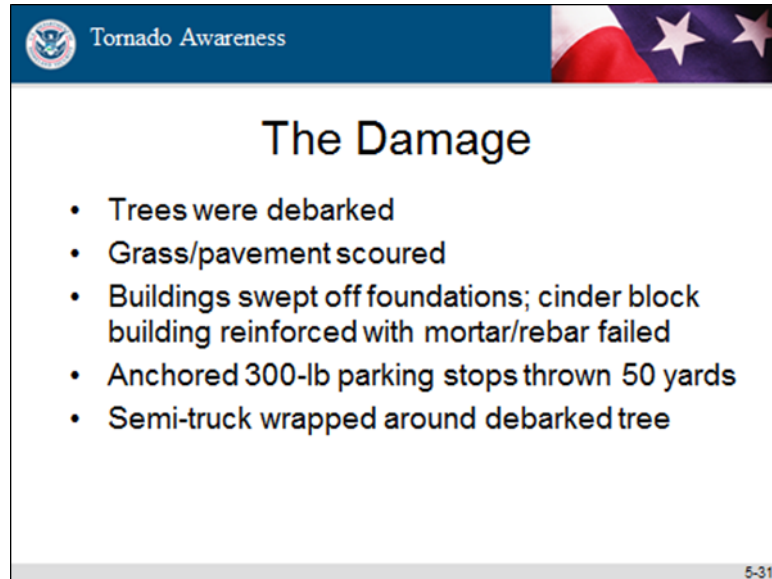 Tornado Awareness
The Damage
• Trees were debarked
• Grass/pavement scoured
• Buildings swept off foundations; cinder block
building reinforced with mortar/rebar failed
• Anchored 300-lb parking stops thrown 50 yards
• Semi-truck wrapped around debarked tree
5-31